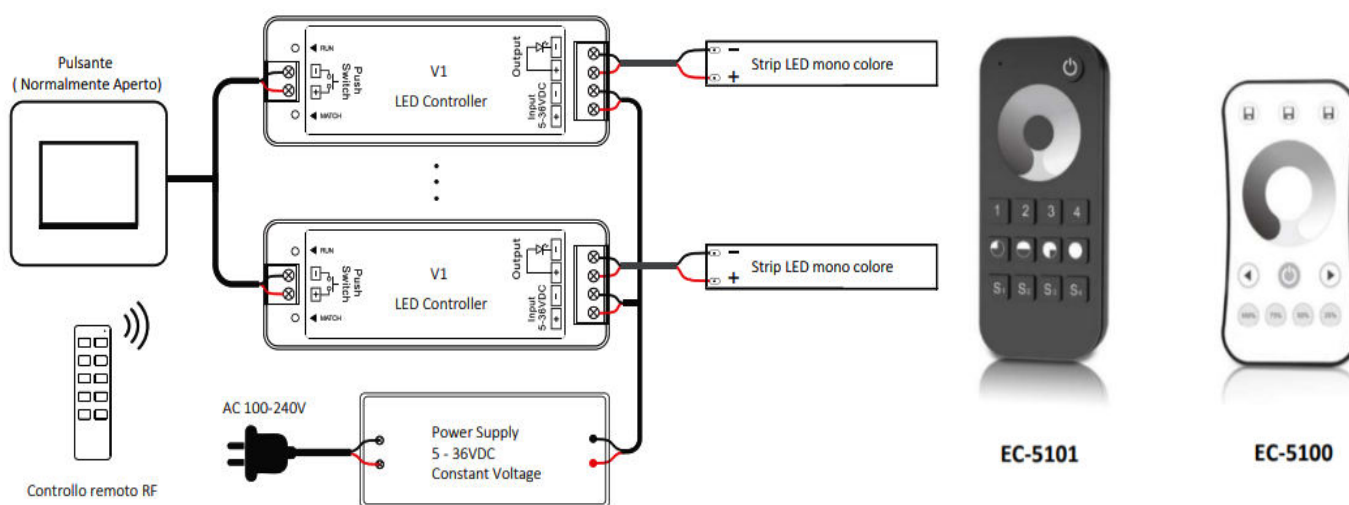 Pulsante
( Normalmente Aperto)
RUN
Push
Switch
MATCH
V1
LED Controller
Output
Input
5-36VDC
Strip LED mono colore
RUN
Push
Switch
MATCH
V1
LED Controller
Output
Input
5-36VDC
Strip LED mono colore
Controllo remoto RF
AC 100-240V
Power Supply
5 - 36VDC
Constant Voltage
1 2 3 4
S1 S2 S3 S4
EC-5101
100% 75% 50% 25%
EC-5100